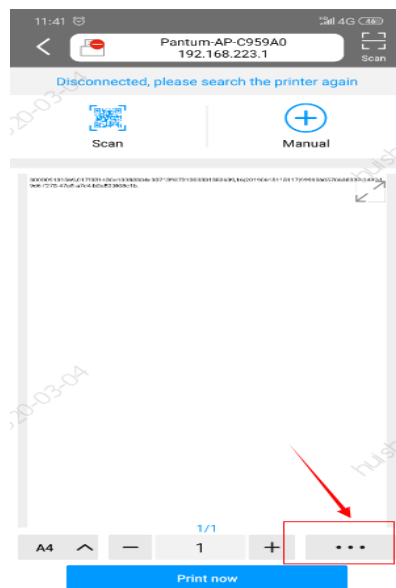 11:41
4G
Pantum-AP-C959A0
192.168.223.1
Scan
Disconnected, please search the printer again
Scan
Manual
1/1
A4
1
Print now